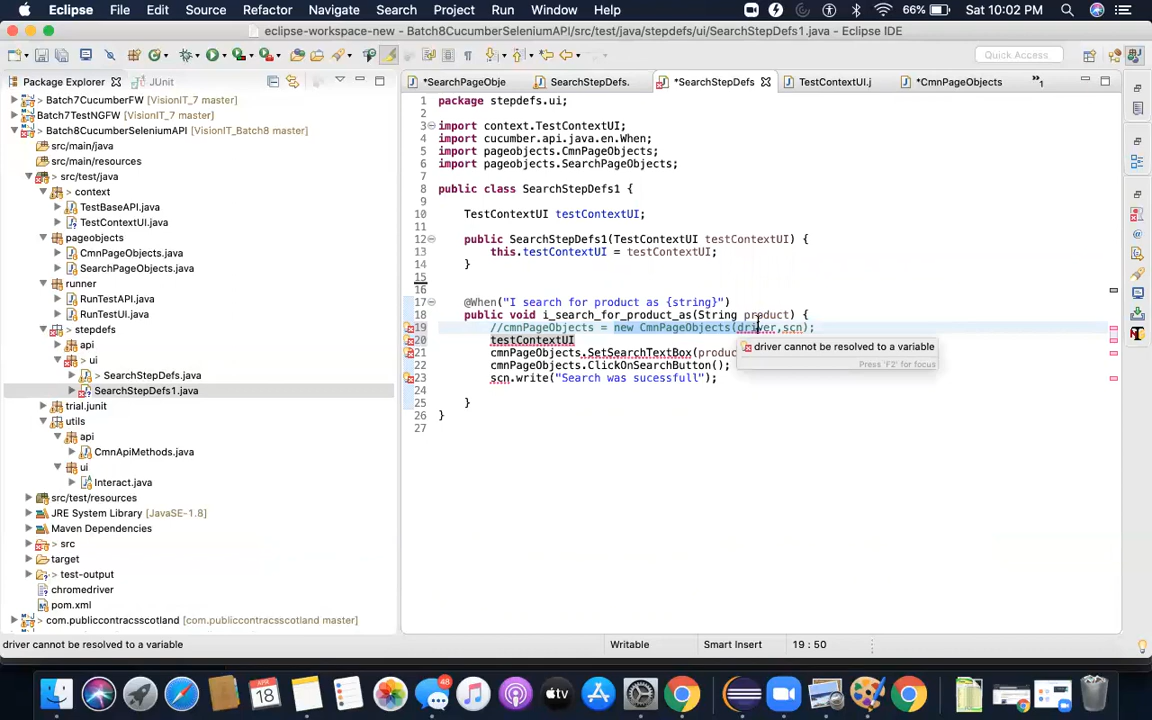 Eclipse File Edit Source Refactor Navigate Search Project Run Window Help 66% Sat 10:02 PM
eclipse-workspace-new - Batch8CucumberSeleniumAPI/src/test/java/stepdefs/ui/SearchStepDefs1.java - Eclipse IDE
Quick Access
Package Explorer JUnit
*SearchPageObje SearchStepDefs. *SearchStepDefs TestContextUI.j *CmnPageObjects »1
> Batch7CucumberFW [VisionIT_7 master]
Batch7TestNGFW [VisionIT_7 master]
Batch8CucumberSeleniumAPI [VisionIT_Batch8 master]
src/main/java
src/main/resources
> src/test/java
> context
TestBaseAPI.java
TestContextUI.java
pageobjects
CmnPageObjects.java
SearchPageObjects.java
runner
RunTestAPI.java
RunTestUI.java
stepdefs
api
> ui
> SearchStepDefs.java
SearchStepDefs1.java
trial.junit
utils
api
CmnApiMethods.java
ui
Interact.java
src/test/resources
JRE System Library [JavaSE-1.8]
Maven Dependencies
> src
target
> test-output
chromedriver
pom.xml
> com.publiccontracsscotland [com.publiccontracsscotland master]
1 package stepdefs.ui;
2
3 import context.TestContextUI;
4 import cucumber.api.java.en.When;
5 import pageobjects.CmnPageObjects;
6 import pageobjects.SearchPageObjects;
7
8 public class SearchStepDefs1 {
9
10 TestContextUI testContextUI;
11
12 public SearchStepDefs1(TestContextUI testContextUI) {
13 this.testContextUI = testContextUI;
14 }
15
16
17 @When("I search for product as {string}")
18 public void i_search_for_product_as(String product) {
19 //cmnPageObjects = new CmnPageObjects(driver,scn);
20 testContextUI
21 cmnPageObjects.SetSearchTextBox(produc
22 cmnPageObjects.ClickOnSearchButton();
23 scn.write("Search was sucessfull");
24
25 }
26 }
27
driver cannot be resolved to a variable
Press 'F2' for focus
driver cannot be resolved to a variable Writable Smart Insert 19 : 50
APR
18
tv